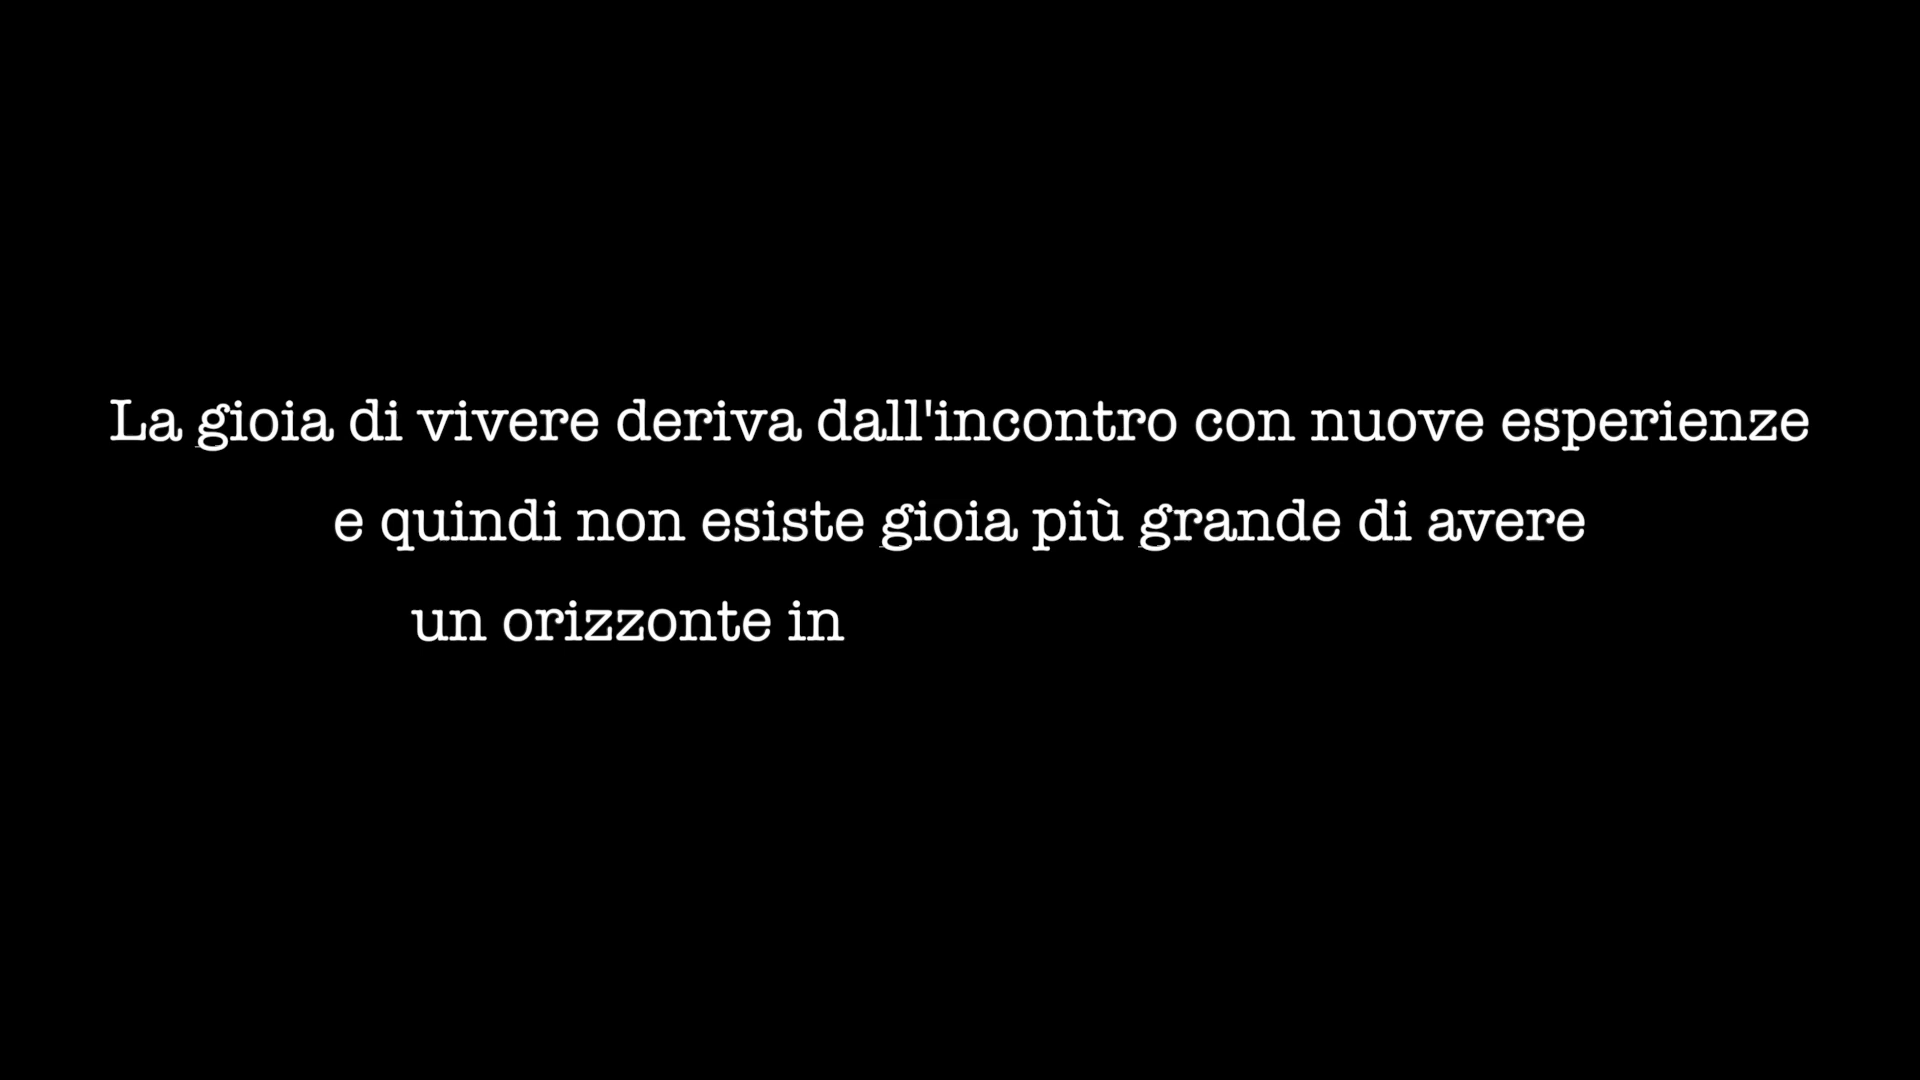 La gioia di vivere deriva dall'incontro con nuove esperienze
e quindi non esiste gioia più grande di avere
un orizzonte in